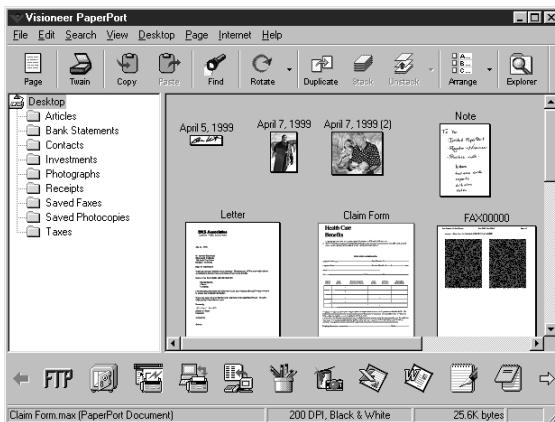 Visioneer PaperPort
File Edit Search View Desktop Page Internet Help
Page Twain Copy Paste Find Rotate Duplicate Stack Unstack Arrange Explorer
Desktop
Articles
Bank Statements
Contacts
Investments
Photographs
Receipts
Saved Faxes
Saved Photocopies
Taxes
April 5, 1999 April 7, 1999 April 7, 1999 (2) Note
Letter Claim Form FAX00000
Health Care
Benefits
FTP
Claim Form.max (PaperPort Document) 200 DPI, Black & White 25.6K bytes